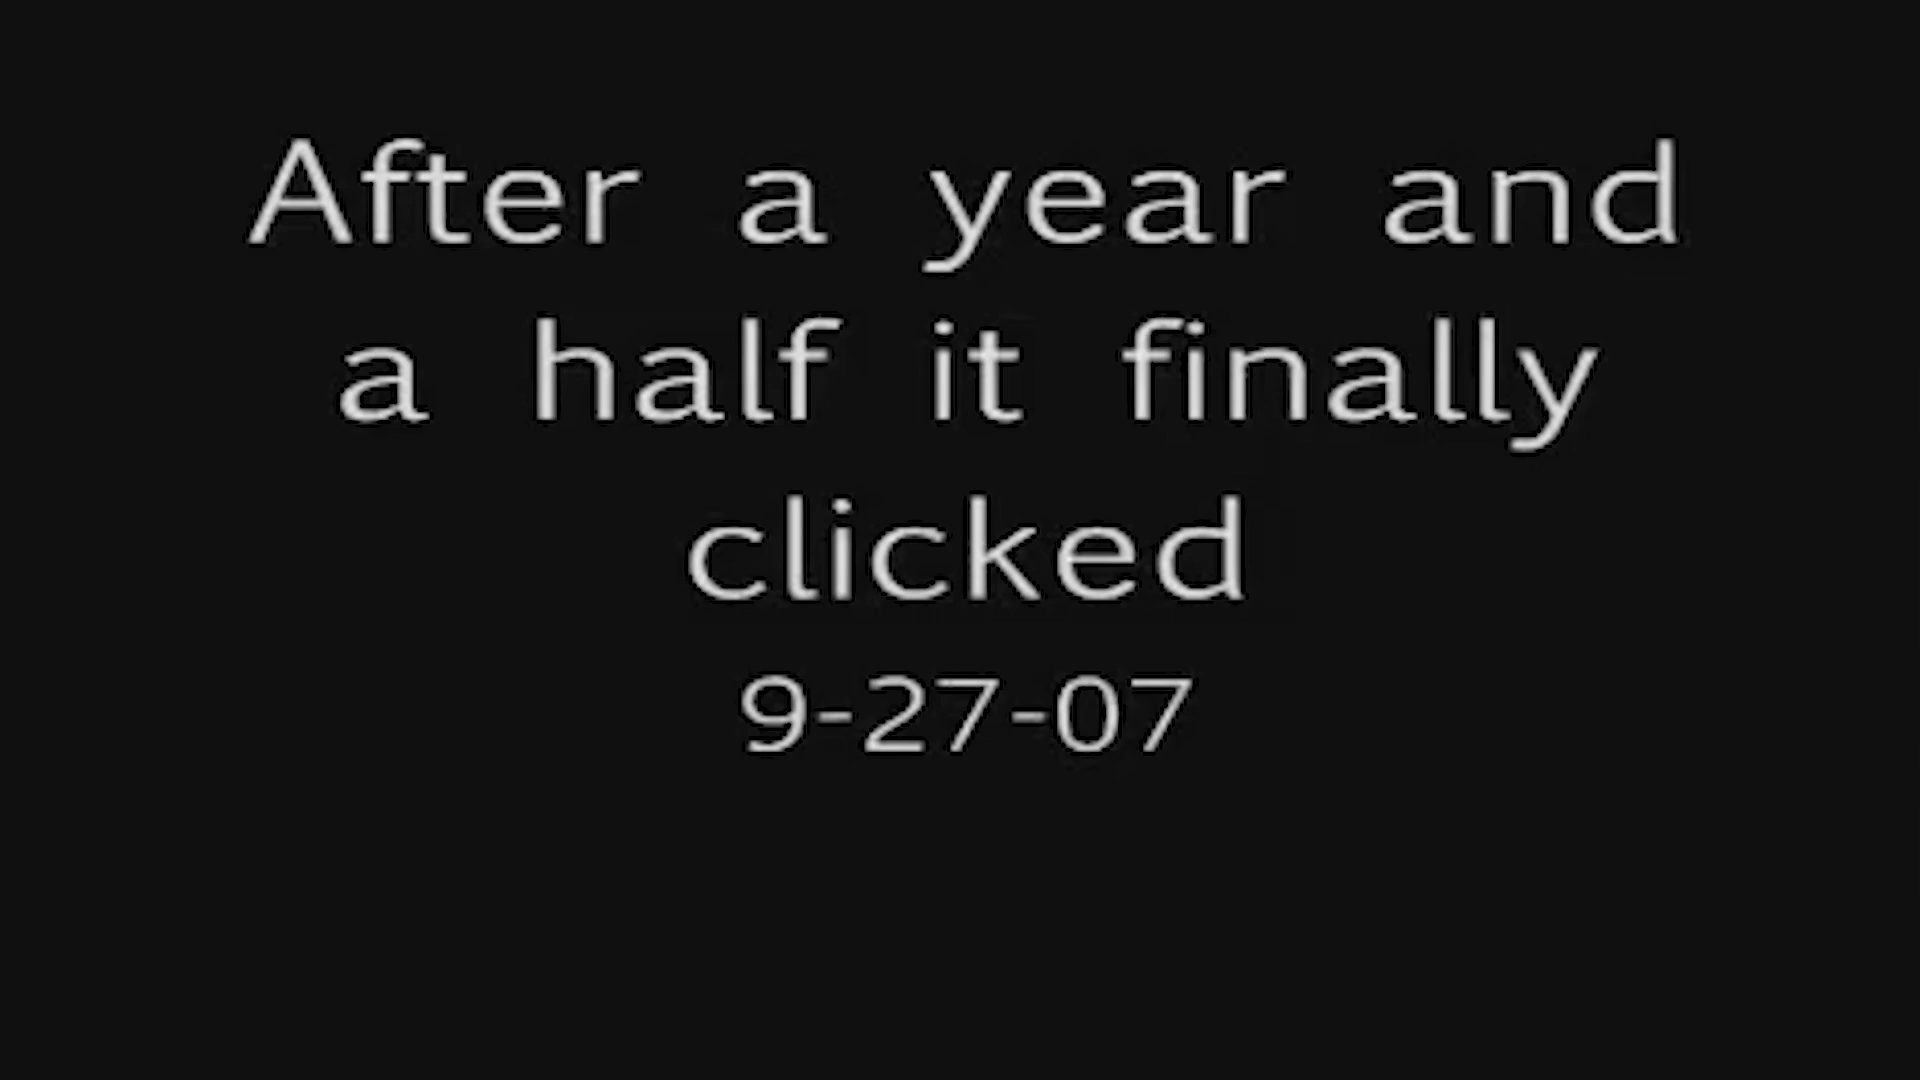 After a year and
a half it finally
clicked
9-27-07